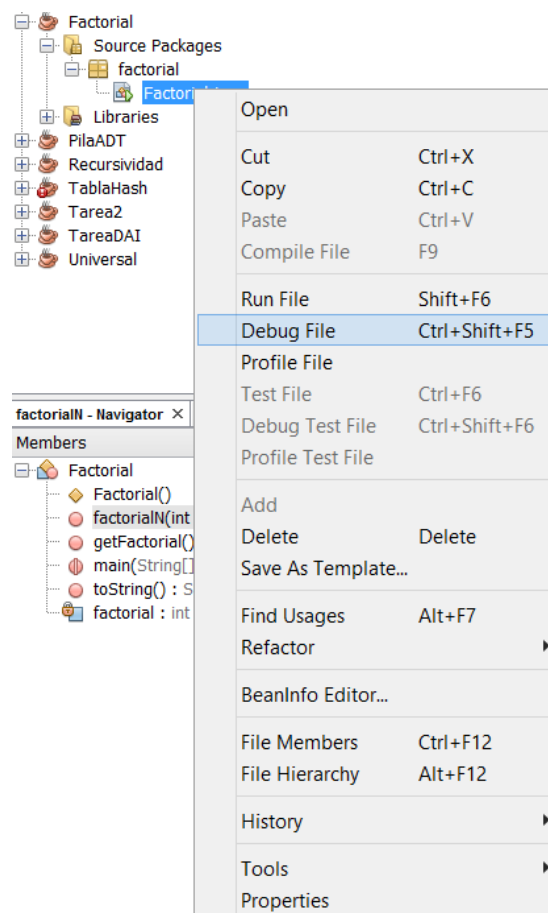 Factorial
Source Packages
factorial
Libraries
PilaADT
Recursividad
TablaHash
Tarea2
TareaDAI
Universal
Open
Cut Ctrl+X
Copy Ctrl+C
Paste Ctrl+V
Compile File F9
Run File Shift+F6
Debug File Ctrl+Shift+F5
Profile File
Test File Ctrl+F6
Debug Test File Ctrl+Shift+F6
Profile Test File
Add
Delete Delete
Save As Template...
Find Usages Alt+F7
Refactor
BeanInfo Editor...
File Members Ctrl+F12
File Hierarchy Alt+F12
History
Tools
Properties
factorialN - Navigator ×
Members
Factorial
Factorial()
factorialN(int
getFactorial()
main(String[]
toString() : S
factorial : int